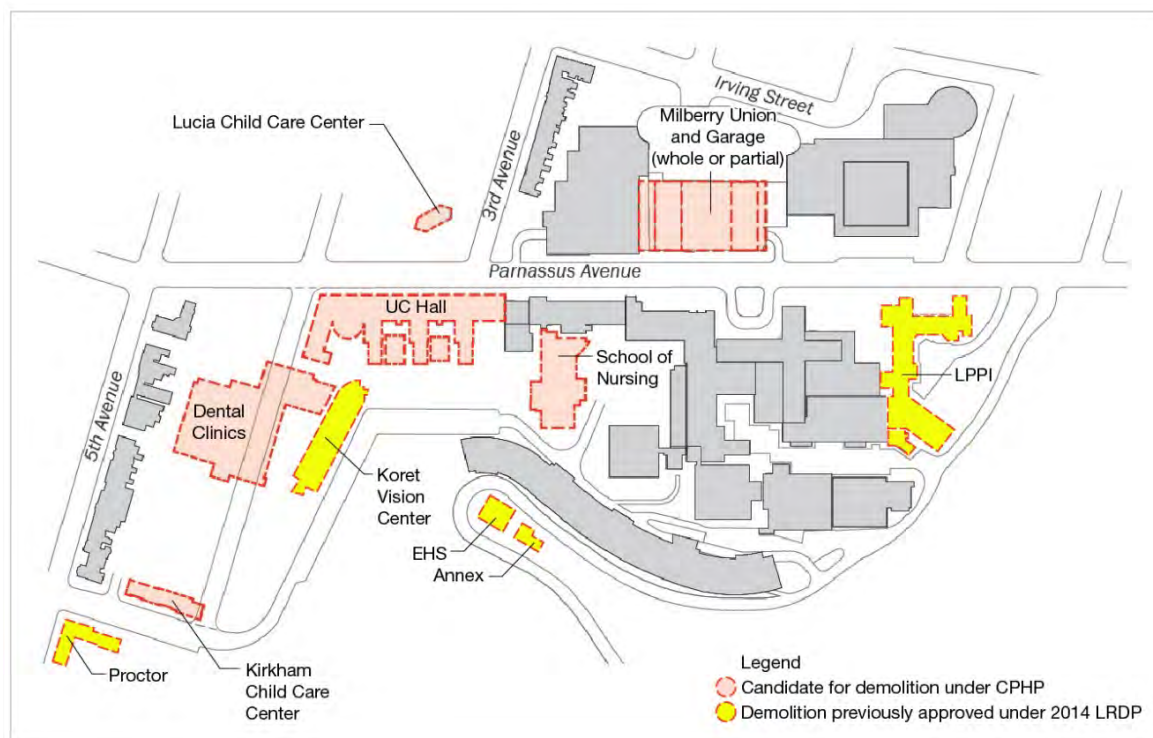 Irving Street
Milberry Union
and Garage
(whole or partial)
Lucia Child Care Center
3rd Avenue
Parnassus Avenue
UC Hall
School of
Nursing
LPPI
5th Avenue
Dental
Clinics
Koret
Vision
Center
EHS
Annex
Proctor
Kirkham
Child Care
Center
Legend
Candidate for demolition under CPHP
Demolition previously approved under 2014 LRDP